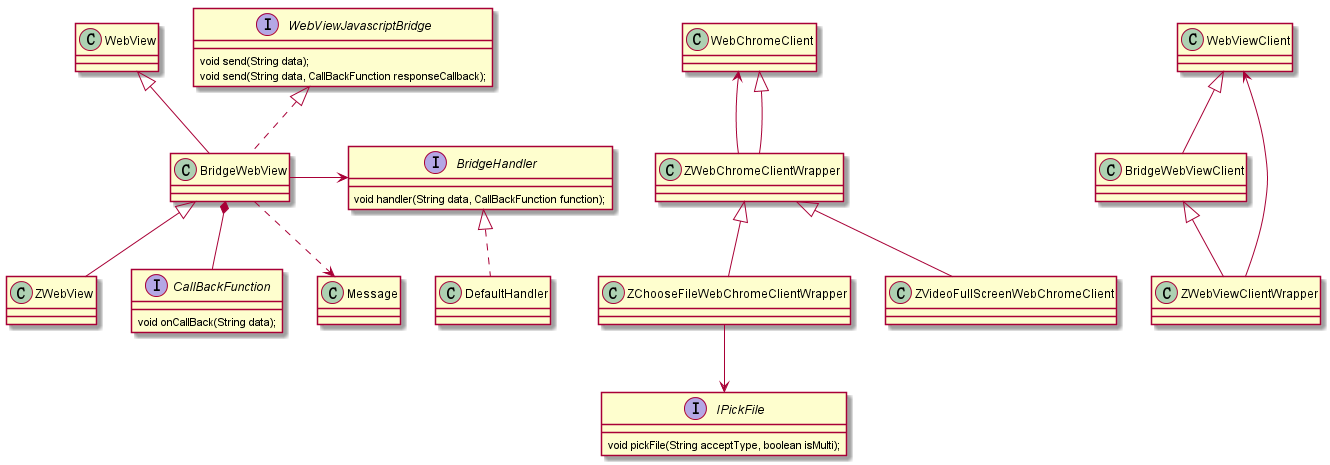 C WebView
I WebViewJavascriptBridge
void send(String data);
void send(String data, CallBackFunction responseCallback);
C WebChromeClient
C WebViewClient
C BridgeWebView
I BridgeHandler
void handler(String data, CallBackFunction function);
C ZWebChromeClientWrapper
C BridgeWebViewClient
C ZWebView
I CallBackFunction
void onCallBack(String data);
C Message
C DefaultHandler
C ZChooseFileWebChromeClientWrapper
C ZVideoFullScreenWebChromeClient
C ZWebViewClientWrapper
I IPickFile
void pickFile(String acceptType, boolean isMulti);